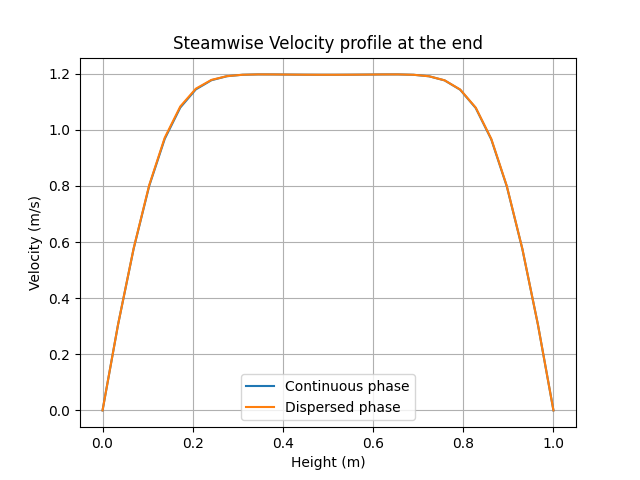 Steamwise Velocity profile at the end
1.2
1.0
0.8
0.6
0.4
0.2
0.0
Velocity (m/s)
Continuous phase
Dispersed phase
0.0 0.2 0.4 0.6 0.8 1.0
Height (m)